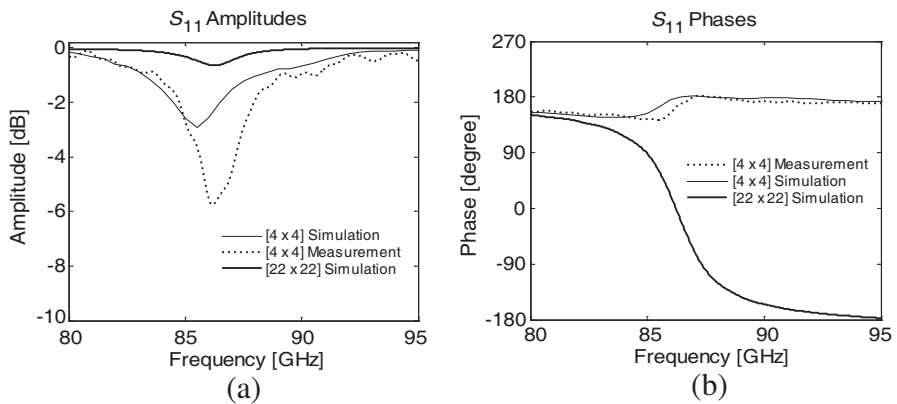 S11 Amplitudes
0
-2
-4
-6
-8
-10
Amplitude [dB]
[4 x 4] Simulation
[4 x 4] Measurement
[22 x 22] Simulation
80
85
90
95
Frequency [GHz]
(a)
S11 Phases
270
180
90
0
-90
-180
Phase [degree]
[4 x 4] Measurement
[4 x 4] Simulation
[22 x 22] Simulation
80
85
90
95
Frequency [GHz]
(b)